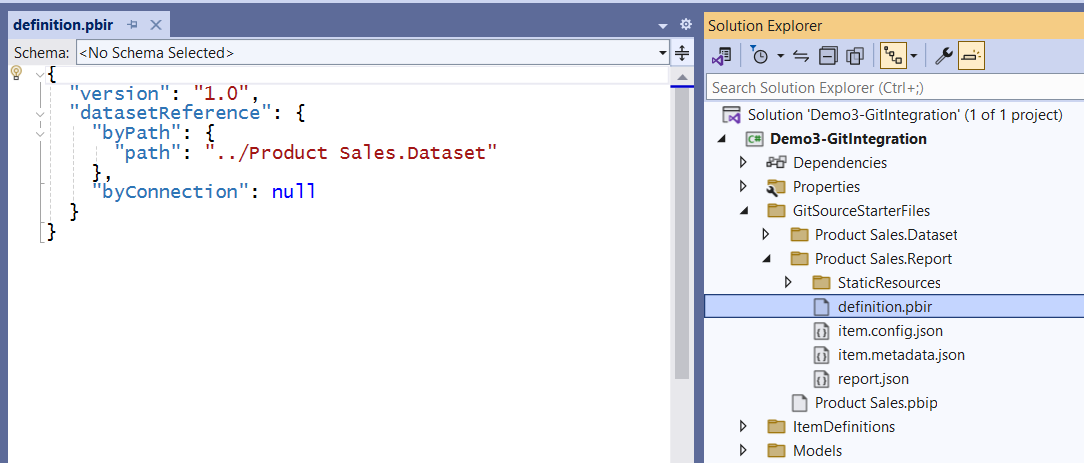 definition.pbir
Schema: <No Schema Selected>
{
"version": "1.0",
"datasetReference": {
"byPath": {
"path": "../Product Sales.Dataset"
},
"byConnection": null
}
}
Solution Explorer
Search Solution Explorer (Ctrl+;)
Solution 'Demo3-GitIntegration' (1 of 1 project)
C# Demo3-GitIntegration
Dependencies
Properties
GitSourceStarterFiles
Product Sales.Dataset
Product Sales.Report
StaticResources
definition.pbir
item.config.json
item.metadata.json
report.json
Product Sales.pbip
ItemDefinitions
Models